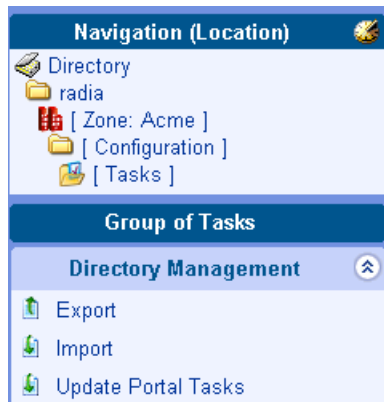 Navigation (Location)
Directory
radia
[ Zone: Acme ]
[ Configuration ]
[ Tasks ]
Group of Tasks
Directory Management
Export
Import
Update Portal Tasks